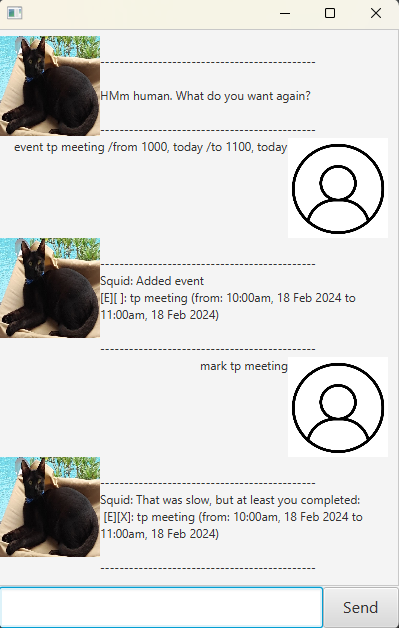 -------------------------------------------
HMm human. What do you want again?
-------------------------------------------
event tp meeting /from 1000, today /to 1100, today
-------------------------------------------
Squid: Added event
[E][ ]: tp meeting (from: 10:00am, 18 Feb 2024 to
11:00am, 18 Feb 2024)
-------------------------------------------
mark tp meeting
-------------------------------------------
Squid: That was slow, but at least you completed:
[E][X]: tp meeting (from: 10:00am, 18 Feb 2024 to
11:00am, 18 Feb 2024)
-------------------------------------------
Send